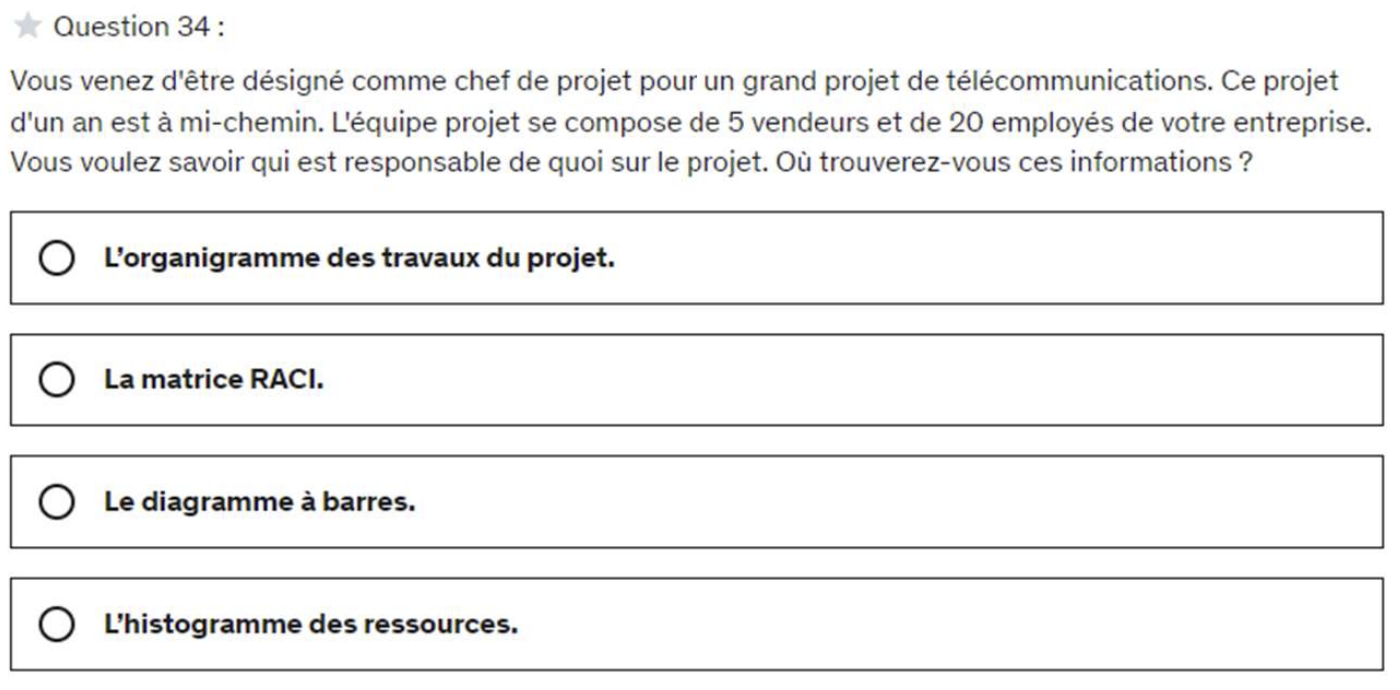 Question 34 :
Vous venez d'être désigné comme chef de projet pour un grand projet de télécommunications. Ce projet
d'un an est à mi-chemin. L'équipe projet se compose de 5 vendeurs et de 20 employés de votre entreprise.
Vous voulez savoir qui est responsable de quoi sur le projet. Où trouverez-vous ces informations ?
L’organigramme des travaux du projet.
La matrice RACI.
Le diagramme à barres.
L’histogramme des ressources.